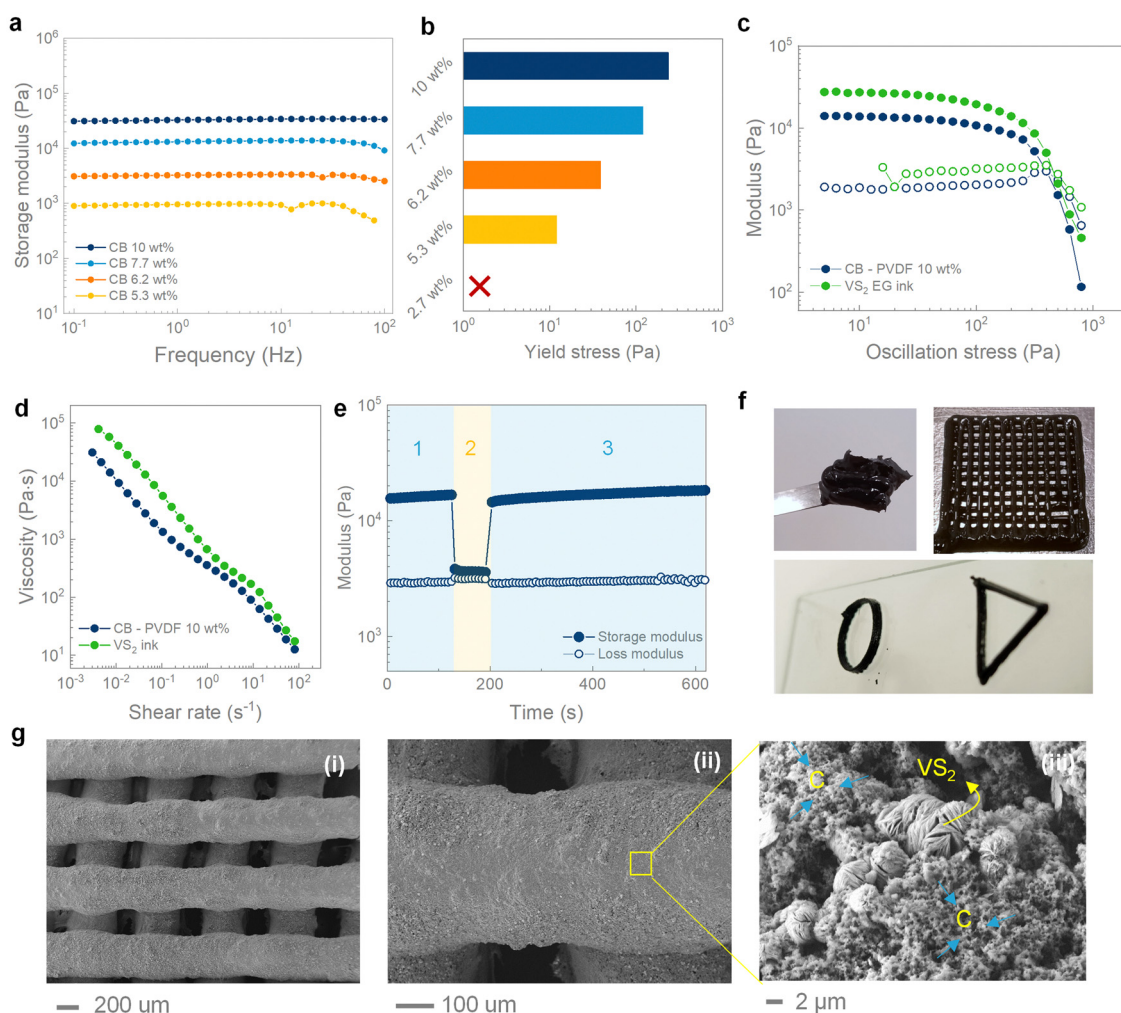 a
Storage modulus (Pa)
10⁶
10⁵
10⁴
10³
10²
10¹
CB 10 wt%
CB 7.7 wt%
CB 6.2 wt%
CB 5.3 wt%
10⁻¹ 10⁰ 10¹ 10²
Frequency (Hz)
b
10 wt%
7.7 wt%
6.2 wt%
5.3 wt%
2.7 wt%
10⁰ 10¹ 10² 10³
Yield stress (Pa)
c
Modulus (Pa)
10⁵
10⁴
10³
10²
CB - PVDF 10 wt%
VS₂ EG ink
10¹ 10² 10³
Oscillation stress (Pa)
d
Viscosity (Pa·s)
10⁵
10⁴
10³
10²
10¹
CB - PVDF 10 wt%
VS₂ ink
10⁻³ 10⁻² 10⁻¹ 10⁰ 10¹ 10²
Shear rate (s⁻¹)
e
Modulus (Pa)
10⁵
10⁴
10³
1 2 3
Storage modulus
Loss modulus
0 200 400 600
Time (s)
f
g
(i)
200 um
(ii)
100 um
(iii)
C
VS₂
C
2 µm